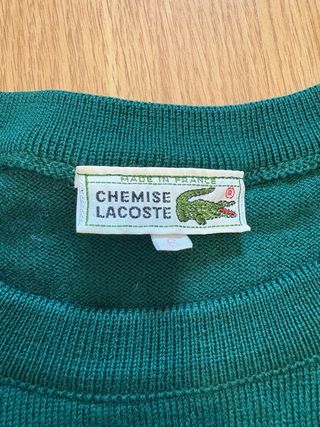 MADE IN FRANCE
CHEMISE
LACOSTE
®